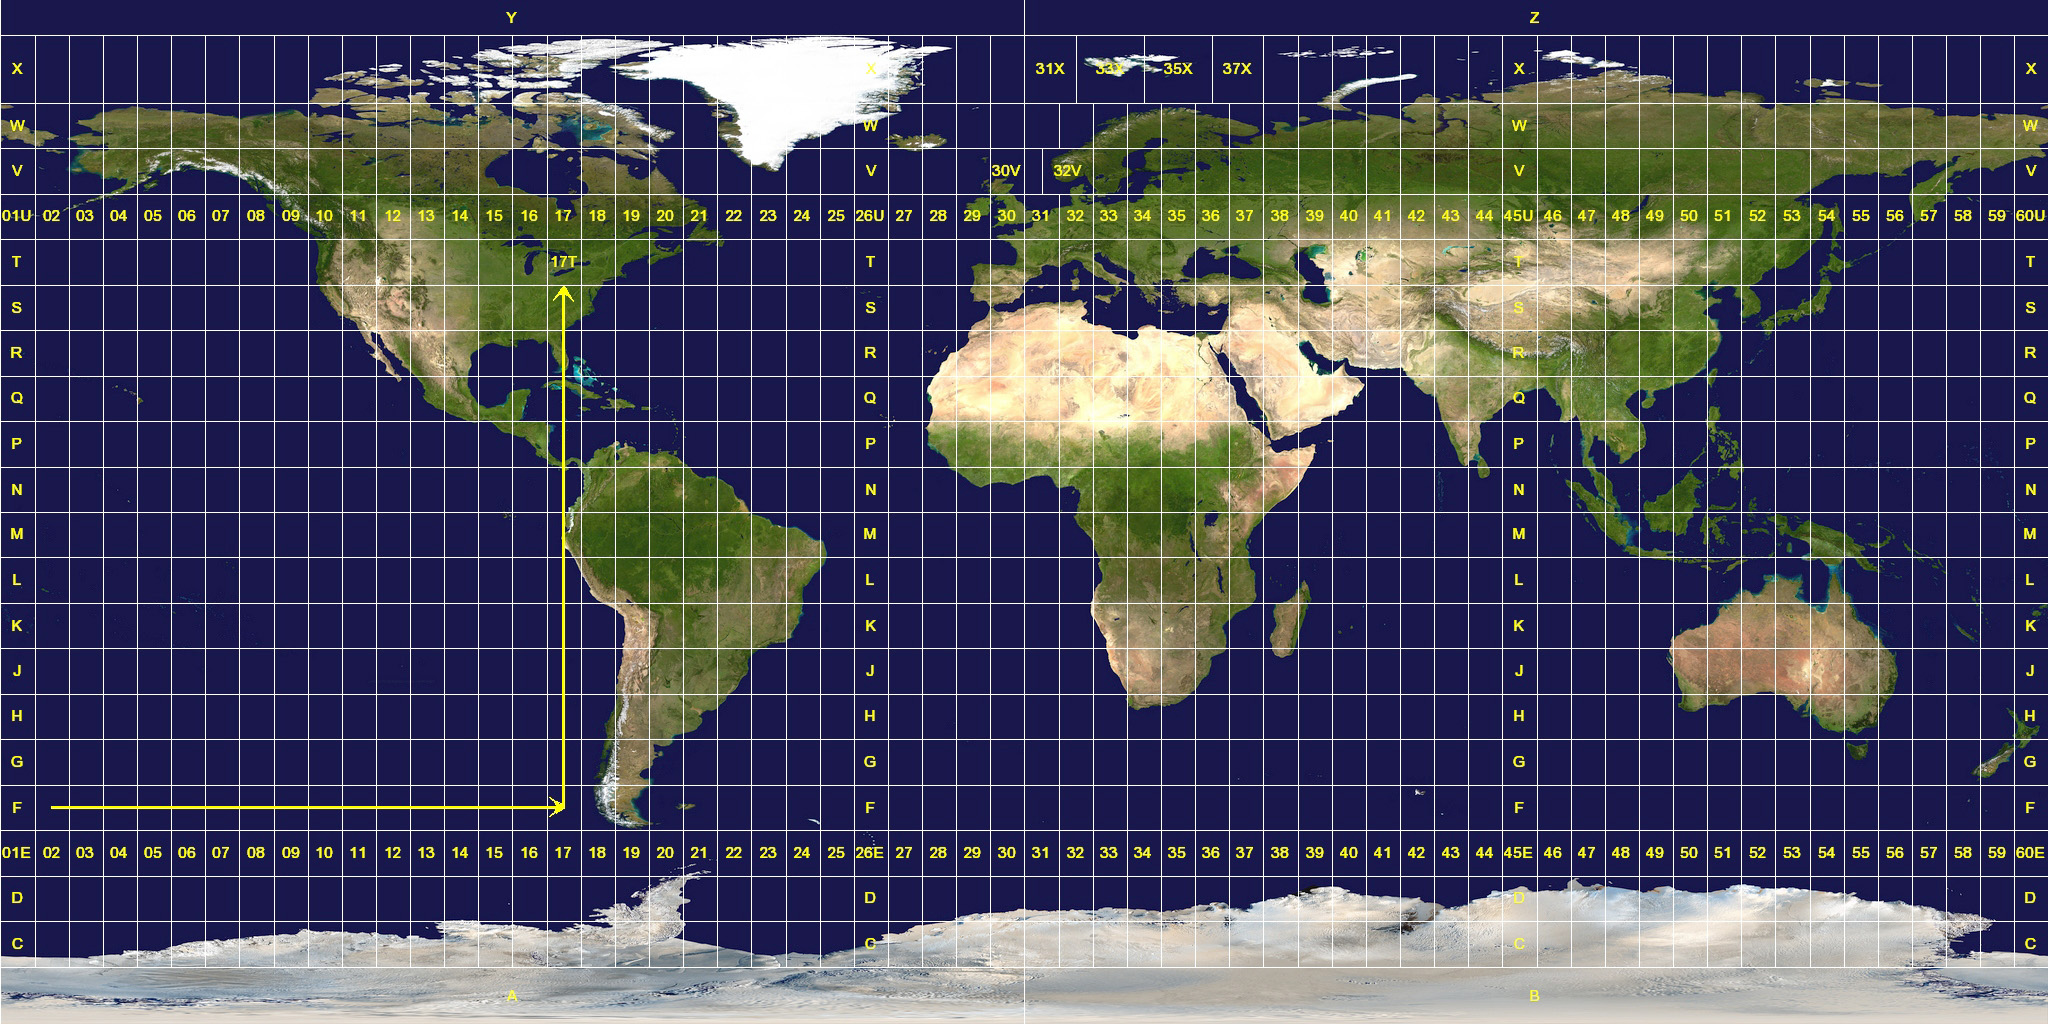 Y Z
X X 31X 33X 35X 37X X X
W W W W
V V 30V 32V V V
01U 02 03 04 05 06 07 08 09 10 11 12 13 14 15 16 17 18 19 20 21 22 23 24 25 26U 27 28 29 30 31 32 33 34 35 36 37 38 39 40 41 42 43 44 45U 46 47 48 49 50 51 52 53 54 55 56 57 58 59 60U
T 17T T T T
S S S S
R R R R
Q Q Q Q
P P P P
N N N N
M M M M
L L L L
K K K K
J J J J
H H H H
G G G G
F F F F
01E 02 03 04 05 06 07 08 09 10 11 12 13 14 15 16 17 18 19 20 21 22 23 24 25 26E 27 28 29 30 31 32 33 34 35 36 37 38 39 40 41 42 43 44 45E 46 47 48 49 50 51 52 53 54 55 56 57 58 59 60E
D D D D
C C C C
A B